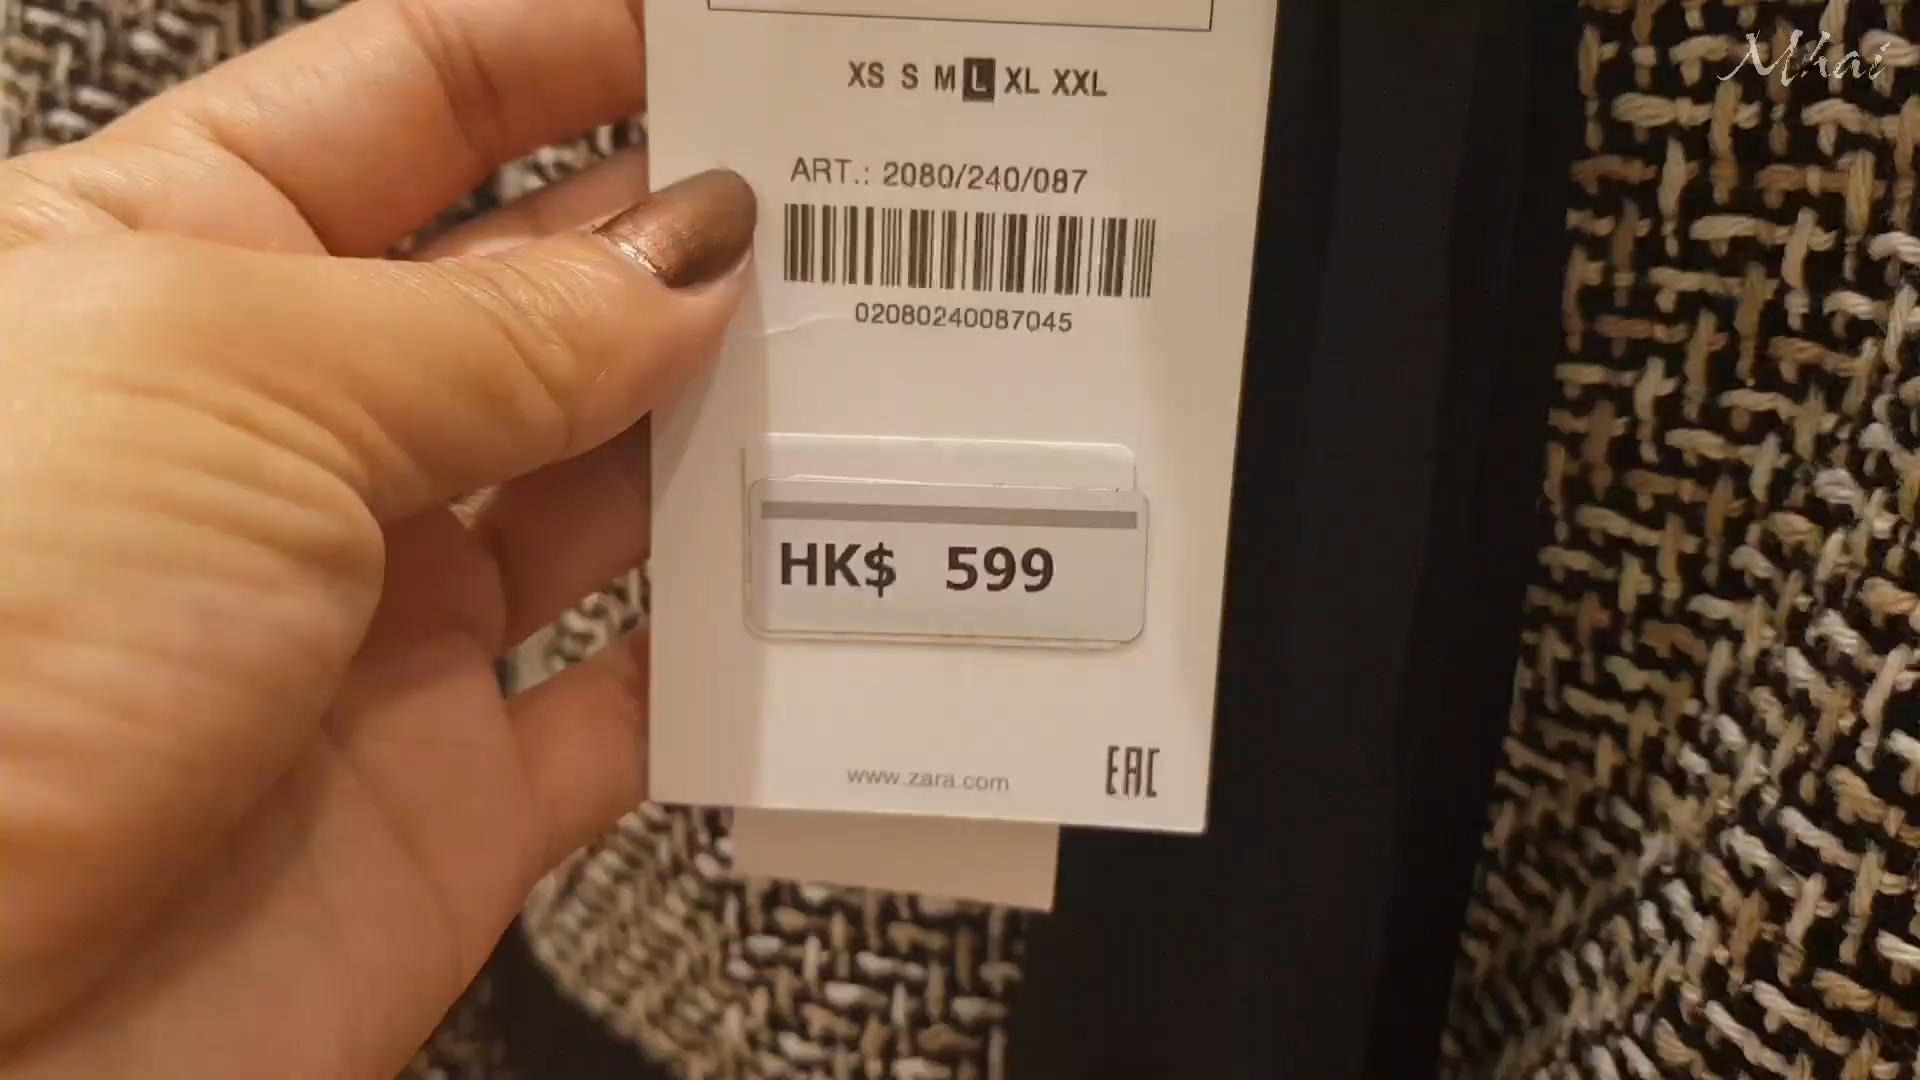 Mhai
XS S M L XL XXL
ART.: 2080/240/087
02080240087045
HK$ 599
www.zara.com
EAC